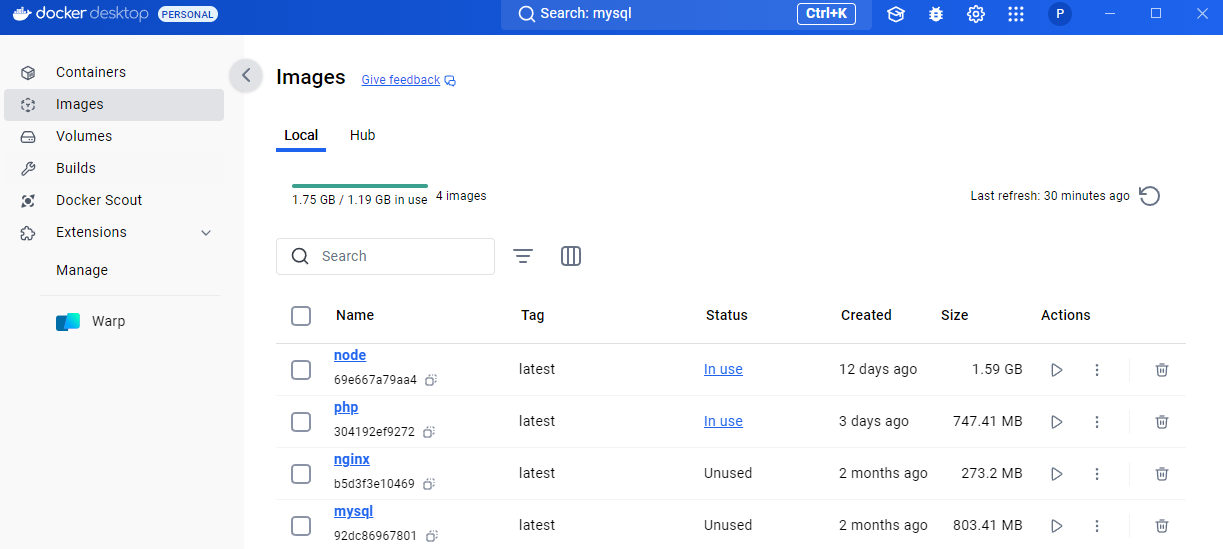 docker desktop PERSONAL Search: mysql Ctrl+K P
Containers
Images
Volumes
Builds
Docker Scout
Extensions
Manage
Warp
Images Give feedback
Local Hub
1.75 GB / 1.19 GB in use 4 images Last refresh: 30 minutes ago
Search
Name Tag Status Created Size Actions
node
69e667a79aa4
latest In use 12 days ago 1.59 GB
php
304192ef9272
latest In use 3 days ago 747.41 MB
nginx
b5d3f3e10469
latest Unused 2 months ago 273.2 MB
mysql
92dc86967801
latest Unused 2 months ago 803.41 MB